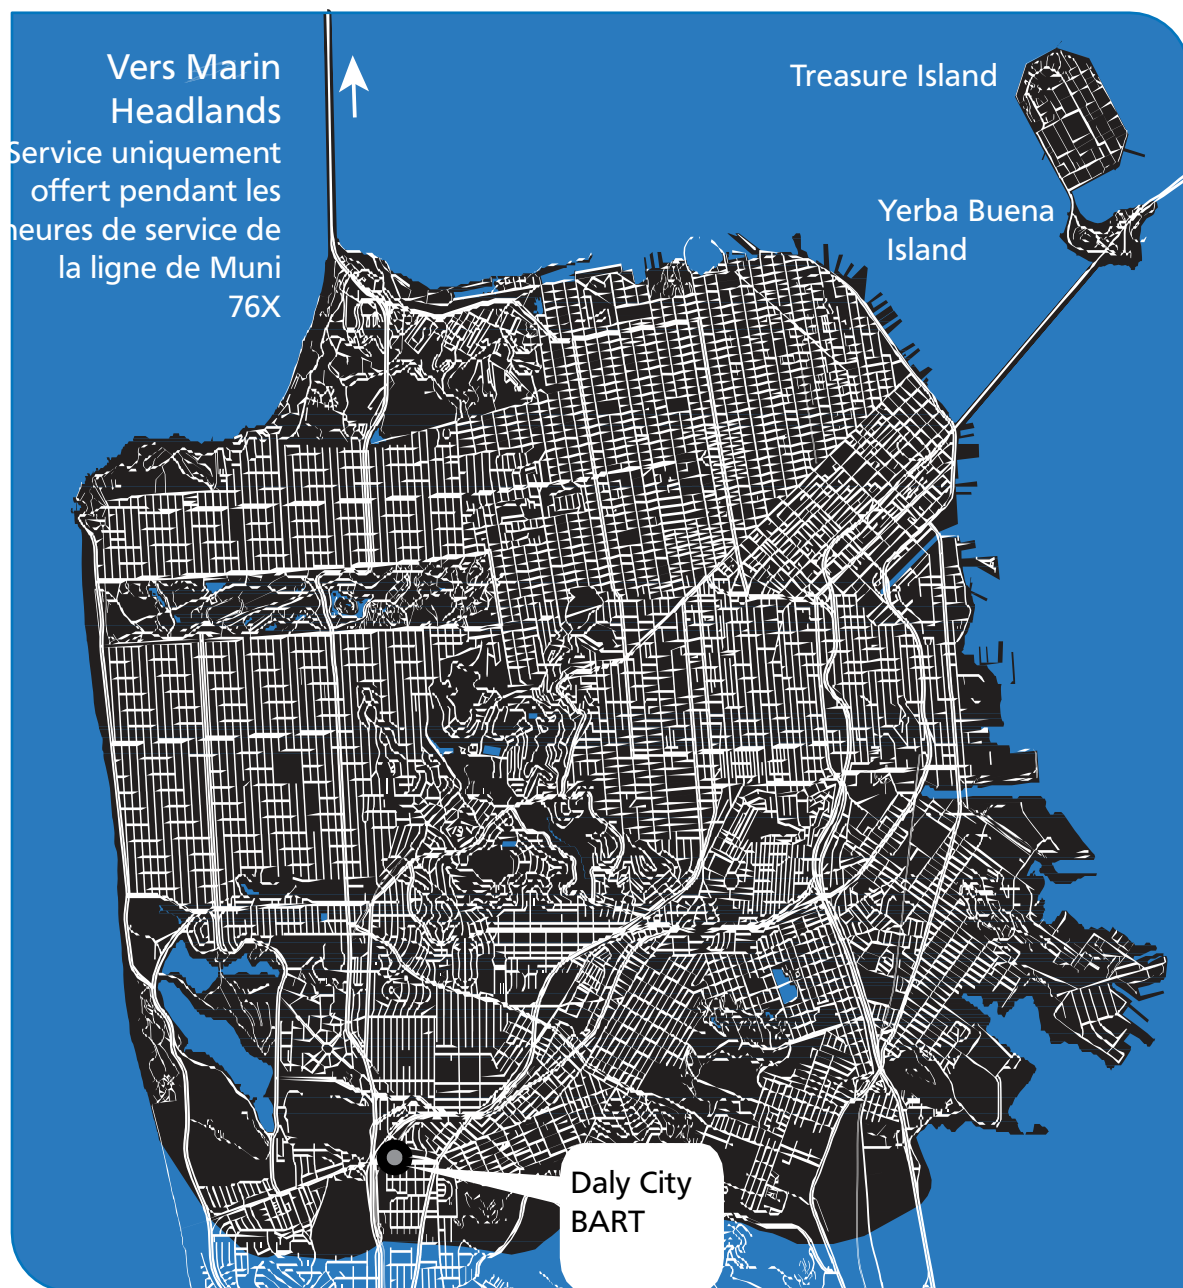 Vers Marin
Headlands
Service uniquement
offert pendant les
heures de service de
la ligne de Muni
76X
Treasure Island
Yerba Buena
Island
Daly City
BART